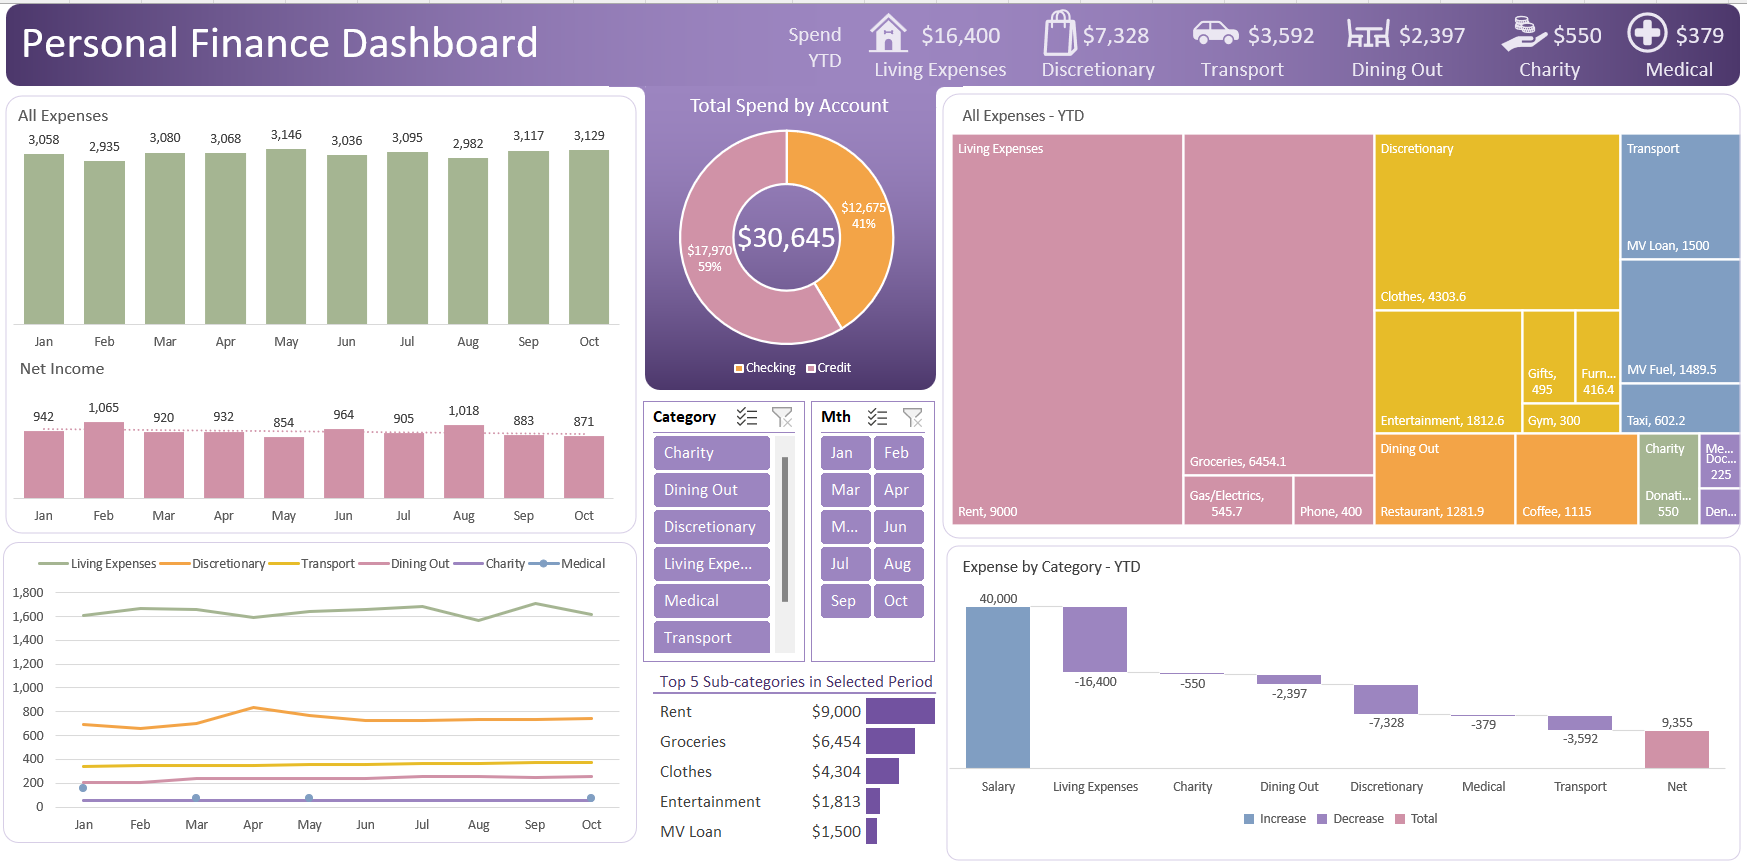 Personal Finance Dashboard
Spend
YTD
$16,400
Living Expenses
$7,328
Discretionary
$3,592
Transport
$2,397
Dining Out
$550
Charity
$379
Medical
All Expenses
3,058 2,935 3,080 3,068 3,146 3,036 3,095 2,982 3,117 3,129
Jan Feb Mar Apr May Jun Jul Aug Sep Oct
Net Income
942 1,065 920 932 854 964 905 1,018 883 871
Jan Feb Mar Apr May Jun Jul Aug Sep Oct
Living Expenses Discretionary Transport Dining Out Charity Medical
1,800
1,600
1,400
1,200
1,000
800
600
400
200
0
Jan Feb Mar Apr May Jun Jul Aug Sep Oct
Total Spend by Account
$12,675
41%
$30,645
$17,970
59%
Checking Credit
Category
Charity
Dining Out
Discretionary
Living Expe...
Medical
Transport
Mth
Jan Feb
Mar Apr
M... Jun
Jul Aug
Sep Oct
Top 5 Sub-categories in Selected Period
Rent $9,000
Groceries $6,454
Clothes $4,304
Entertainment $1,813
MV Loan $1,500
All Expenses - YTD
Living Expenses
Rent, 9000
Groceries, 6454.1
Gas/Electrics,
545.7
Phone, 400
Discretionary
Clothes, 4303.6
Entertainment, 1812.6
Gifts,
495
Furn...
416.4
Gym, 300
Transport
MV Loan, 1500
MV Fuel, 1489.5
Taxi, 602.2
Dining Out
Restaurant, 1281.9
Coffee, 1115
Charity
Donati...
550
Me...
Doc...
225
Den...
Expense by Category - YTD
40,000
-16,400
-550
-2,397
-7,328
-379
-3,592
9,355
Salary Living Expenses Charity Dining Out Discretionary Medical Transport Net
Increase Decrease Total